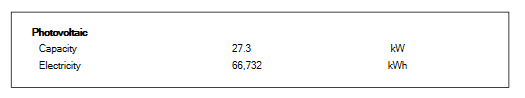 Photovoltaic
Capacity 27.3 kW
Electricity 66,732 kWh